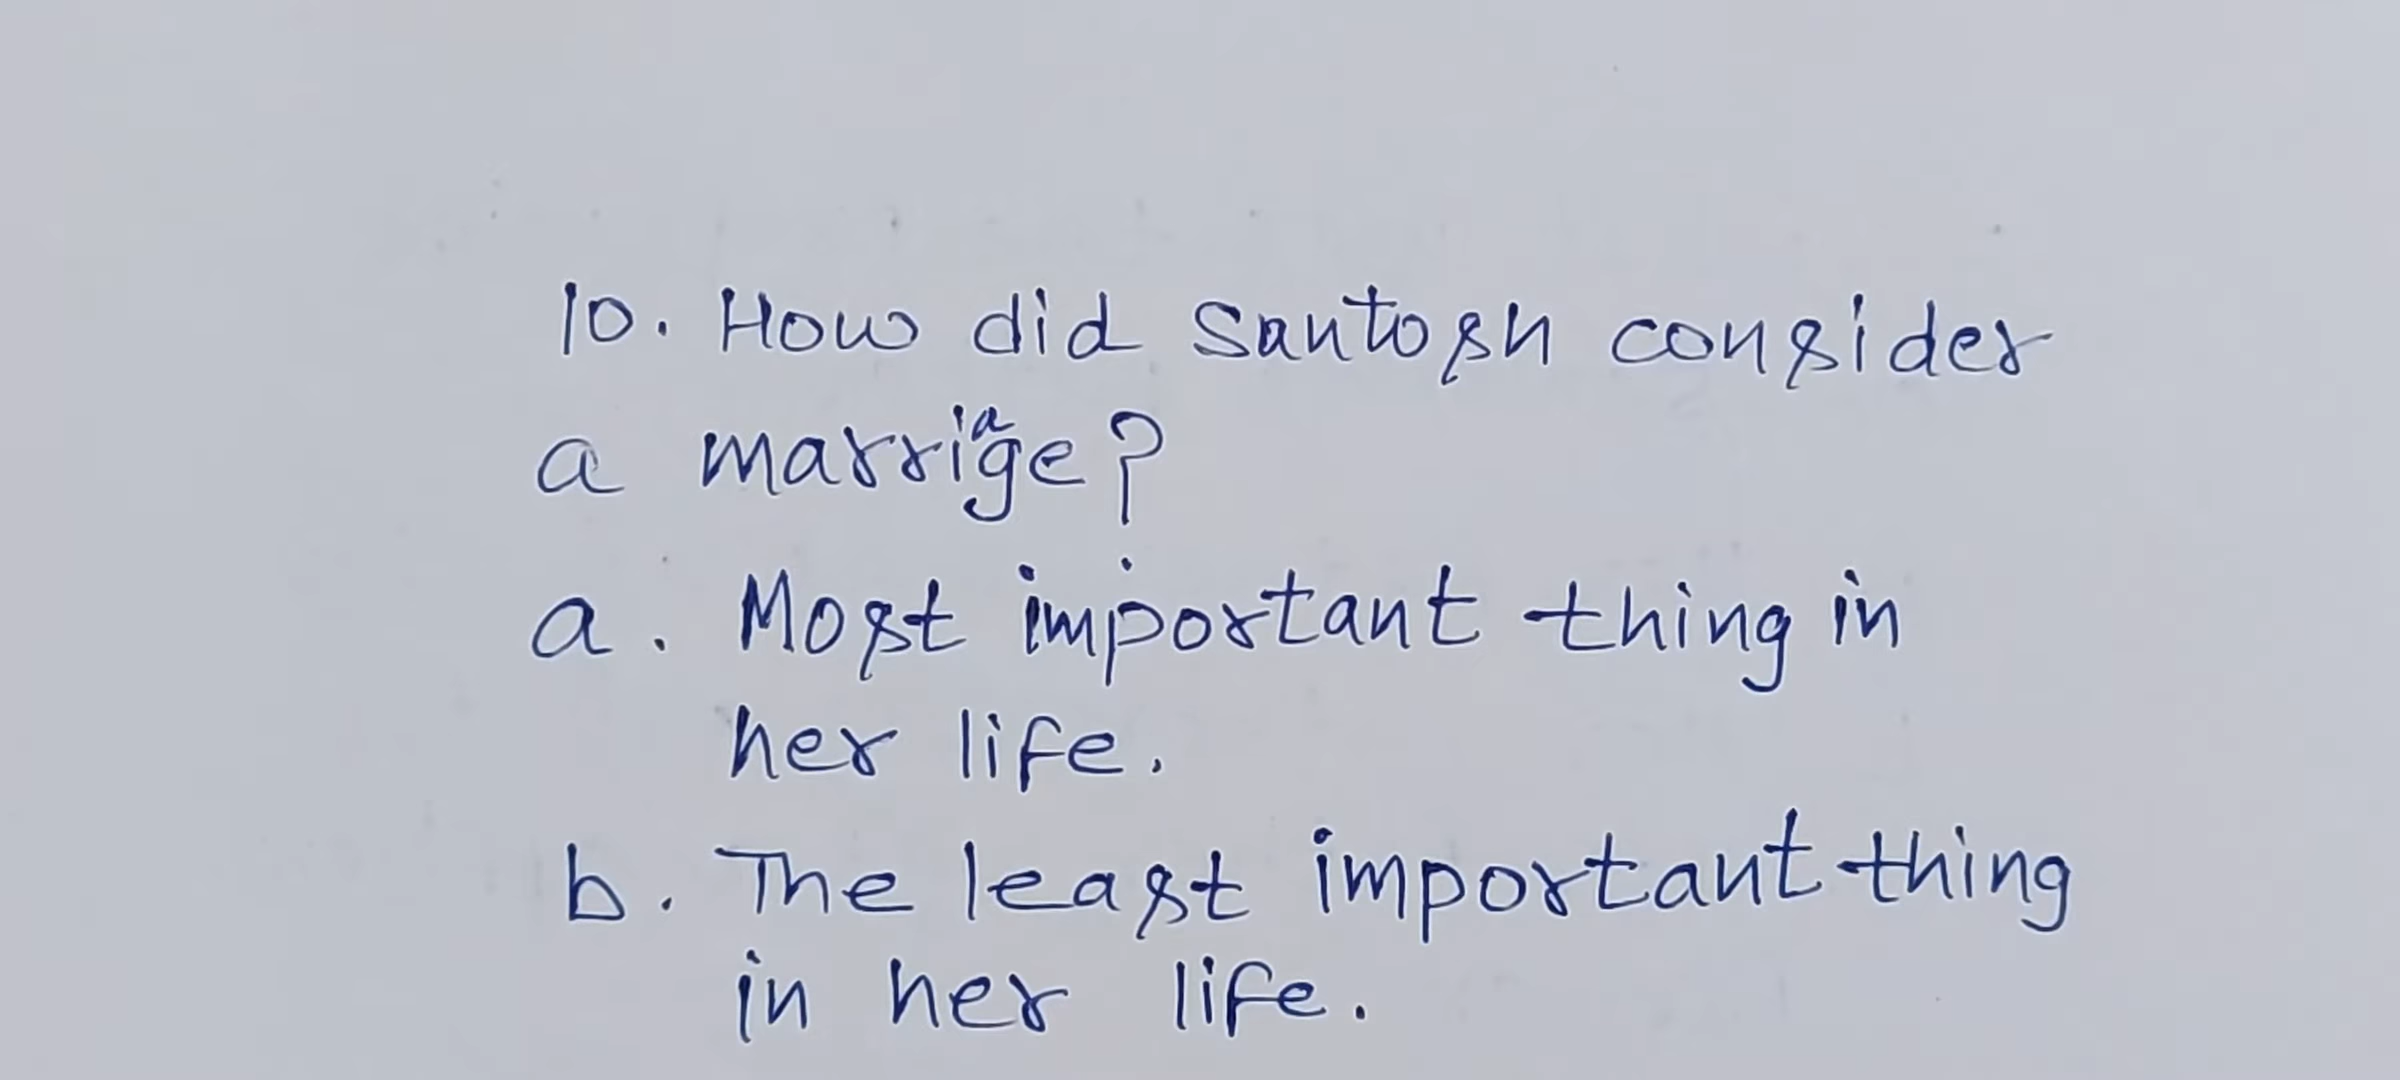 10. How did Santosh consider
a marriage?
a. Most important thing in
her life.
b. The least important thing
in her life.